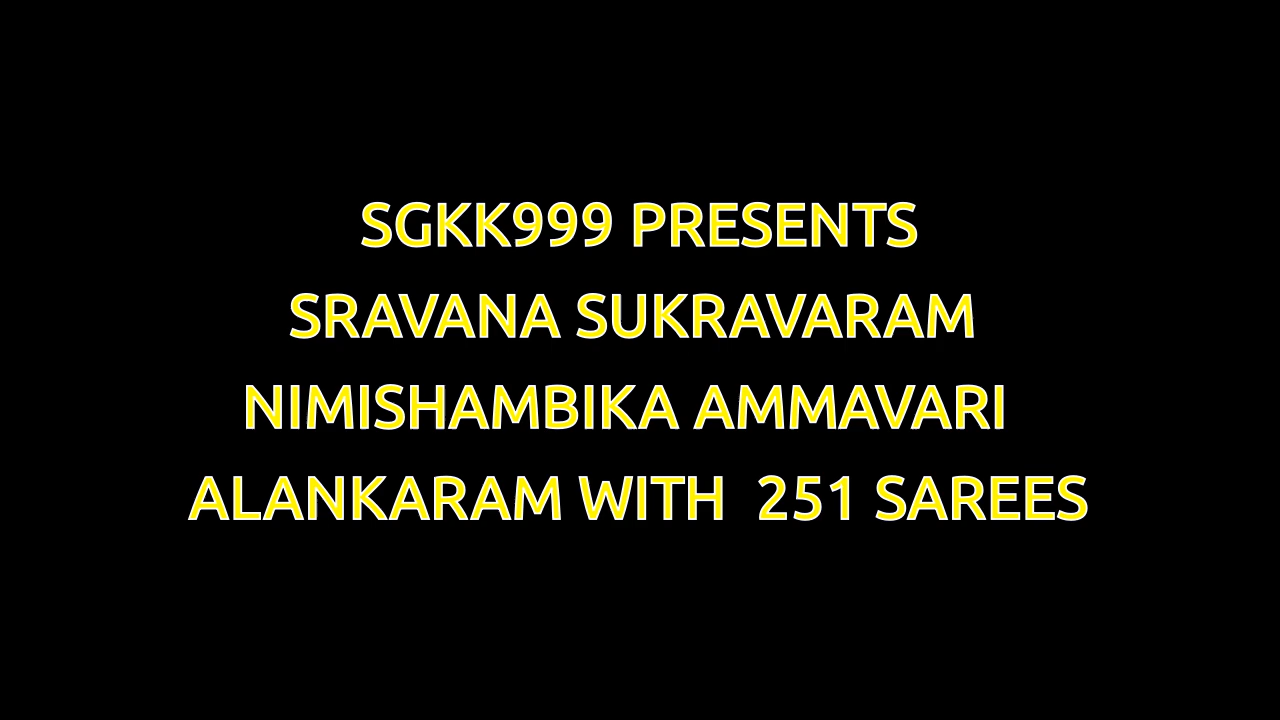 SGKK999 PRESENTS
SRAVANA SUKRAVARAM
NIMISHAMBIKA AMMAVARI
ALANKARAM WITH  251 SAREES